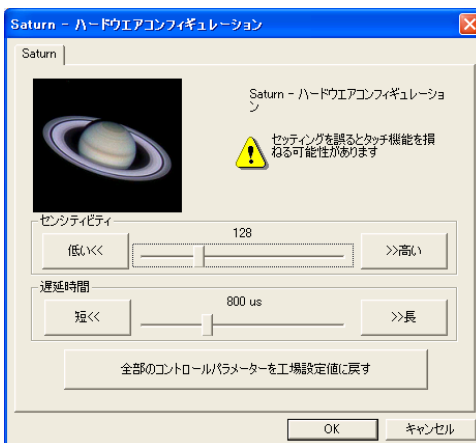 Saturn - ハードウエアコンフィギュレーション
Saturn
Saturn - ハードウエアコンフィギュレーショ
ン
セッティングを誤るとタッチ機能を損
ねる可能性があります
センシティビティ
128
低い<<
>>高い
遅延時間
800 us
短<<
>>長
全部のコントロールパラメーターを工場設定値に戻す
OK
キャンセル